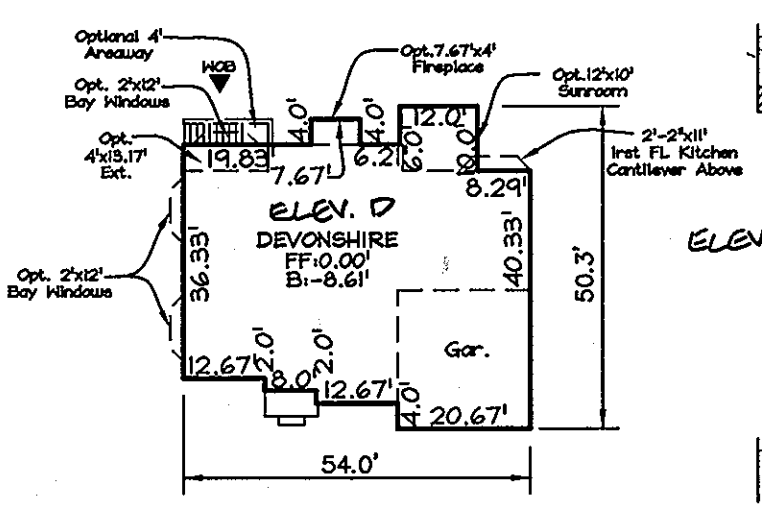 Optional 4'
Areaway
WOB
Opt. 7.67'x4'
Fireplace
Opt. 2'x12'
Bay Windows
Opt. 12'x10'
Sunroom
Opt.
4'x13.17'
Ext.
2'-2"x11'
1rst FL Kitchen
Cantilever Above
4.0'
4.0'
12.0'
19.83'
7.67'
6.21'
6.0'
10.0'
8.29'
ELEV. D
DEVONSHIRE
FF:0.00'
B:-8.61'
ELEV
36.33'
40.33'
50.3'
Opt. 2'x12'
Bay Windows
Gar.
12.67'
2.0'
8.0'
2.0'
12.67'
4.0'
20.67'
54.0'